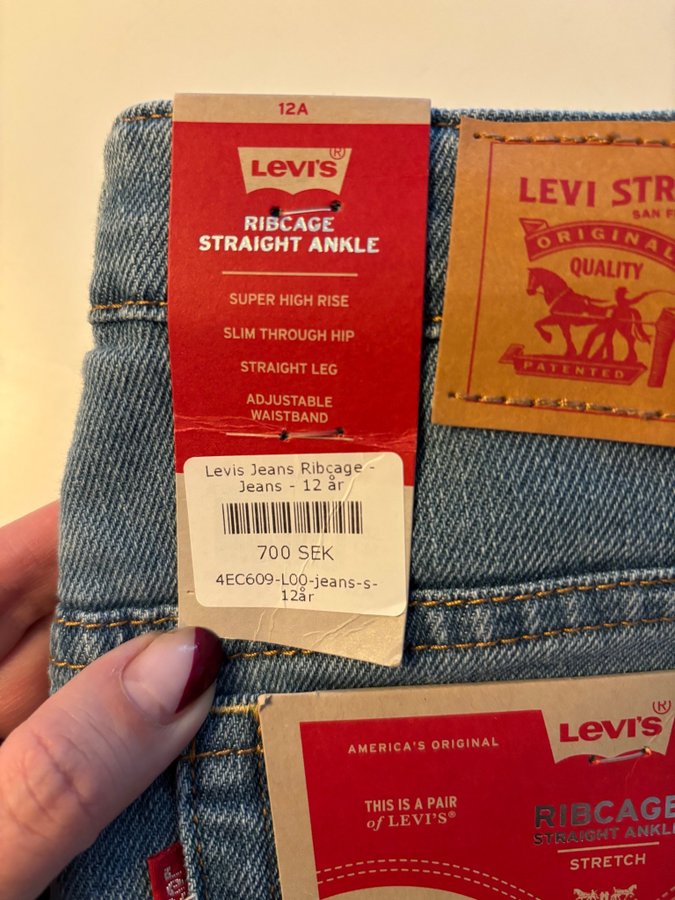 12A
LEVI'S®
RIBCAGE
STRAIGHT ANKLE
SUPER HIGH RISE
SLIM THROUGH HIP
STRAIGHT LEG
ADJUSTABLE
WAISTBAND
Levis Jeans Ribcage -
Jeans - 12 år
700 SEK
4EC609-L00-jeans-s-
12år
LEVI STR
SAN F
ORIGINAL
QUALITY
PATENTED
LEVI'S®
AMERICA'S ORIGINAL
THIS IS A PAIR
of LEVI'S®
RIBCAGE
STRAIGHT ANKL
STRETCH